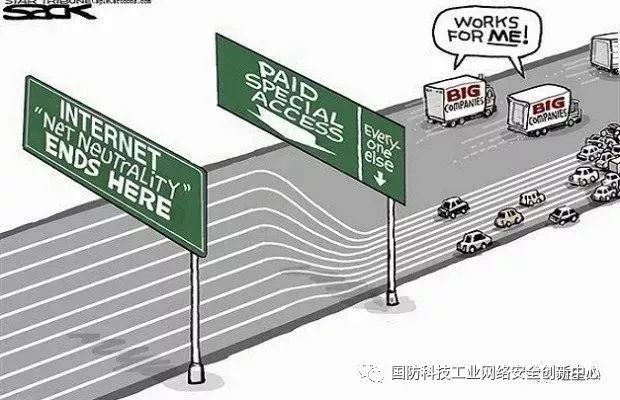 STAR TRIBUNE
SACK
WORKS
FOR ME!
BIG
COMPANIES
BIG
COMPANIES
PAID
SPECIAL
ACCESS
Every-
one
else
INTERNET
"NET NEUTRALITY"
ENDS HERE
国防科技工业网络安全创新中心